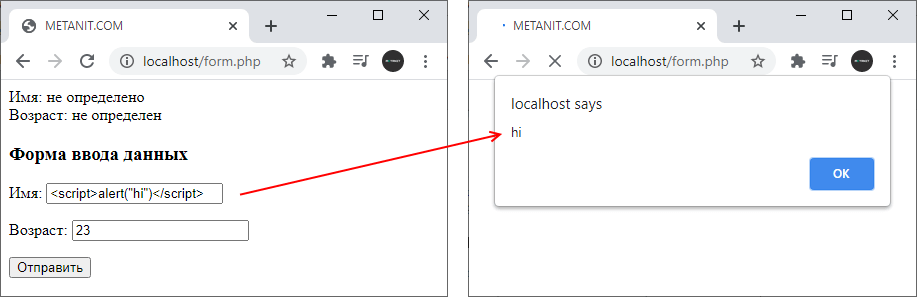 METANIT.COM
localhost/form.php
Имя: не определено
Возраст: не определен
Форма ввода данных
Имя: <script>alert("hi")</script>
Возраст: 23
Отправить
METANIT.COM
localhost/form.php
localhost says
hi
OK